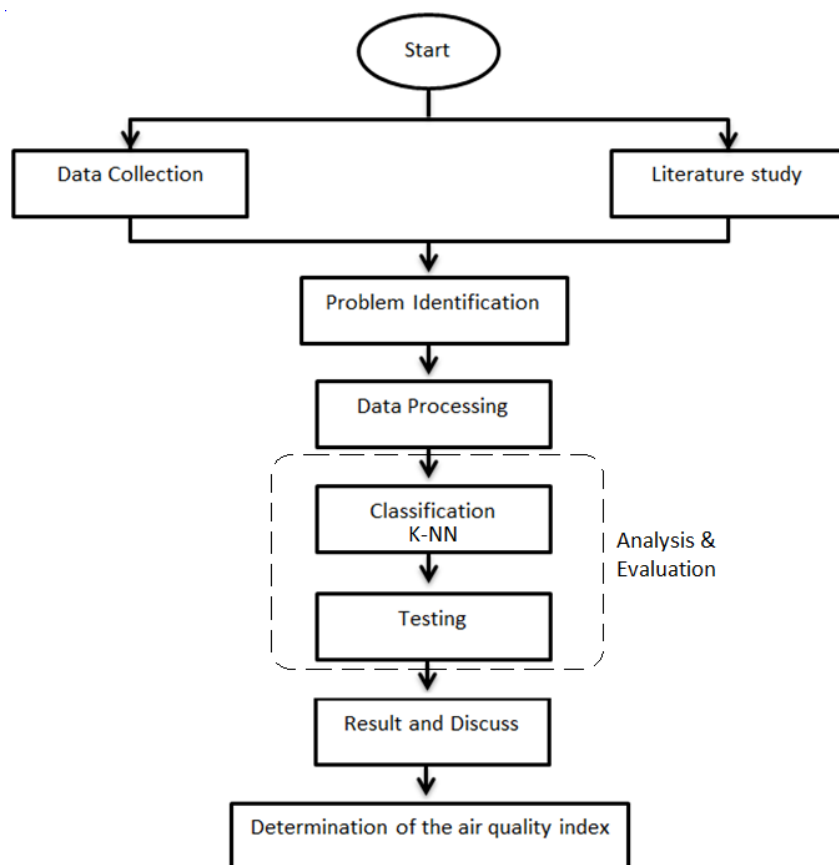 Start
Data Collection
Literature study
Problem Identification
Data Processing
Classification
K-NN
Analysis &
Evaluation
Testing
Result and Discuss
Determination of the air quality index